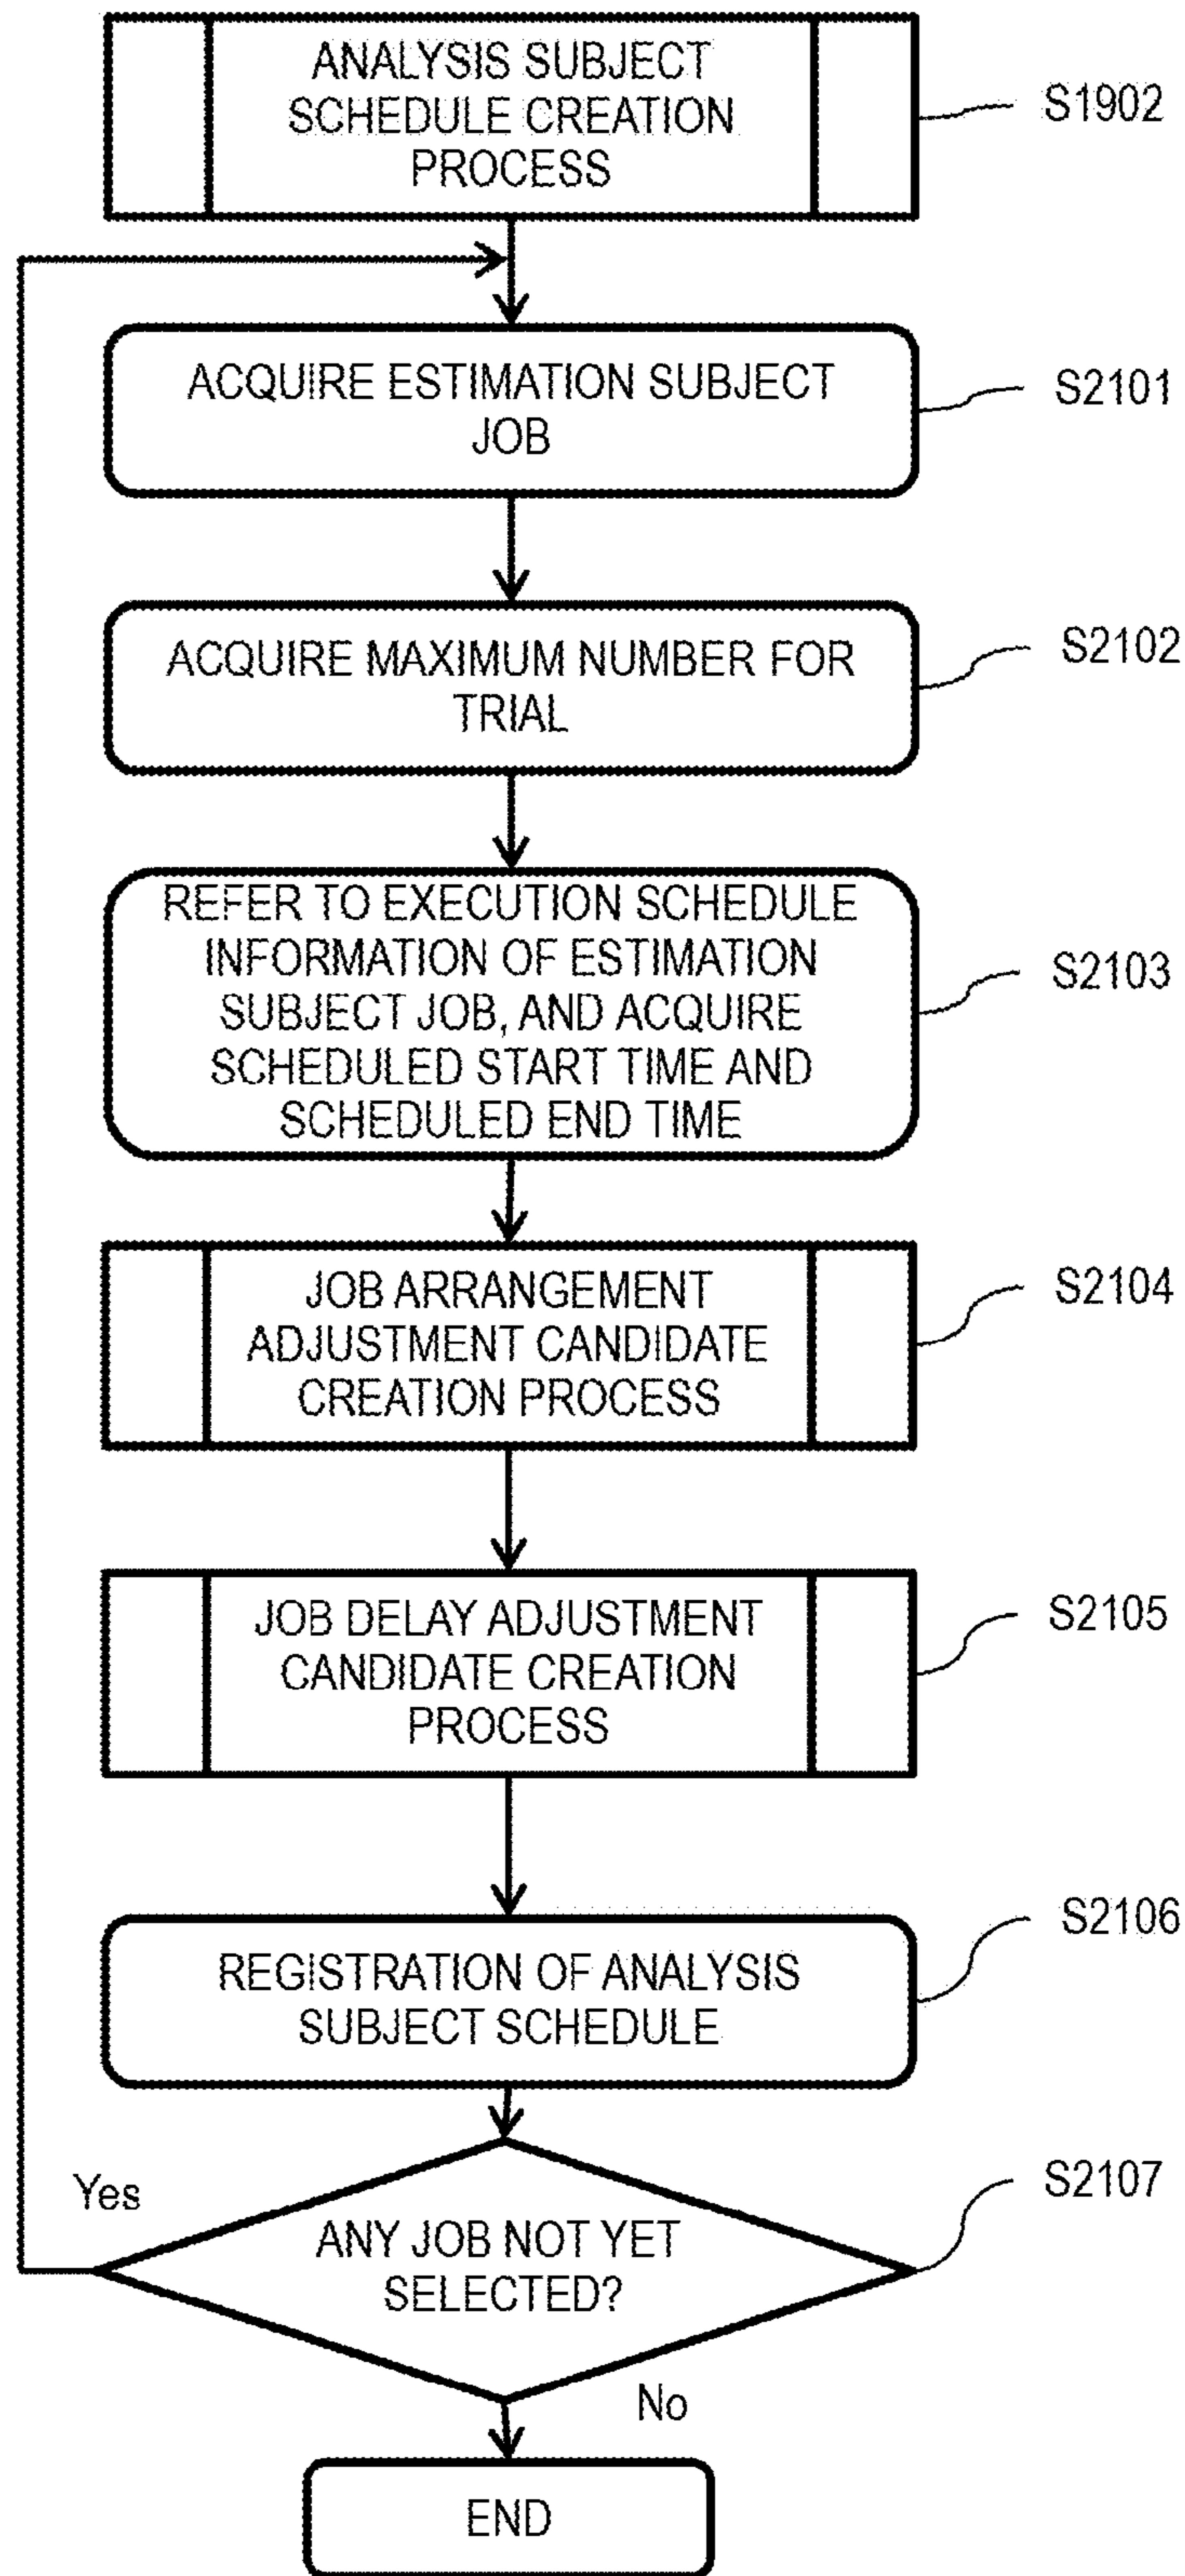 ANALYSIS SUBJECT
SCHEDULE CREATION
PROCESS
S1902
ACQUIRE ESTIMATION SUBJECT
JOB
S2101
ACQUIRE MAXIMUM NUMBER FOR
TRIAL
S2102
REFER TO EXECUTION SCHEDULE
INFORMATION OF ESTIMATION
SUBJECT JOB, AND ACQUIRE
SCHEDULED START TIME AND
SCHEDULED END TIME
S2103
JOB ARRANGEMENT
ADJUSTMENT CANDIDATE
CREATION PROCESS
S2104
JOB DELAY ADJUSTMENT
CANDIDATE CREATION
PROCESS
S2105
REGISTRATION OF ANALYSIS
SUBJECT SCHEDULE
S2106
Yes
ANY JOB NOT YET
SELECTED?
S2107
No
END